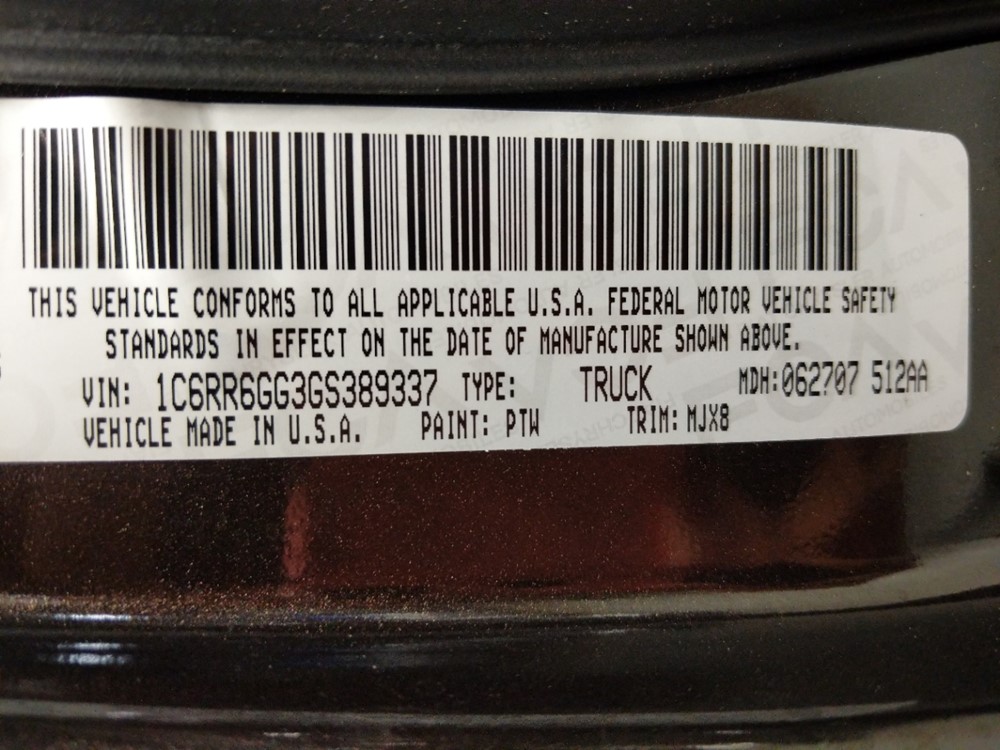 THIS VEHICLE CONFORMS TO ALL APPLICABLE U.S.A. FEDERAL MOTOR VEHICLE SAFETY
STANDARDS IN EFFECT ON THE DATE OF MANUFACTURE SHOWN ABOVE.
VIN: 1C6RR6GG3GS389337 TYPE: TRUCK MDH:062707 512AA
VEHICLE MADE IN U.S.A. PAINT: PTW TRIM: MJX8